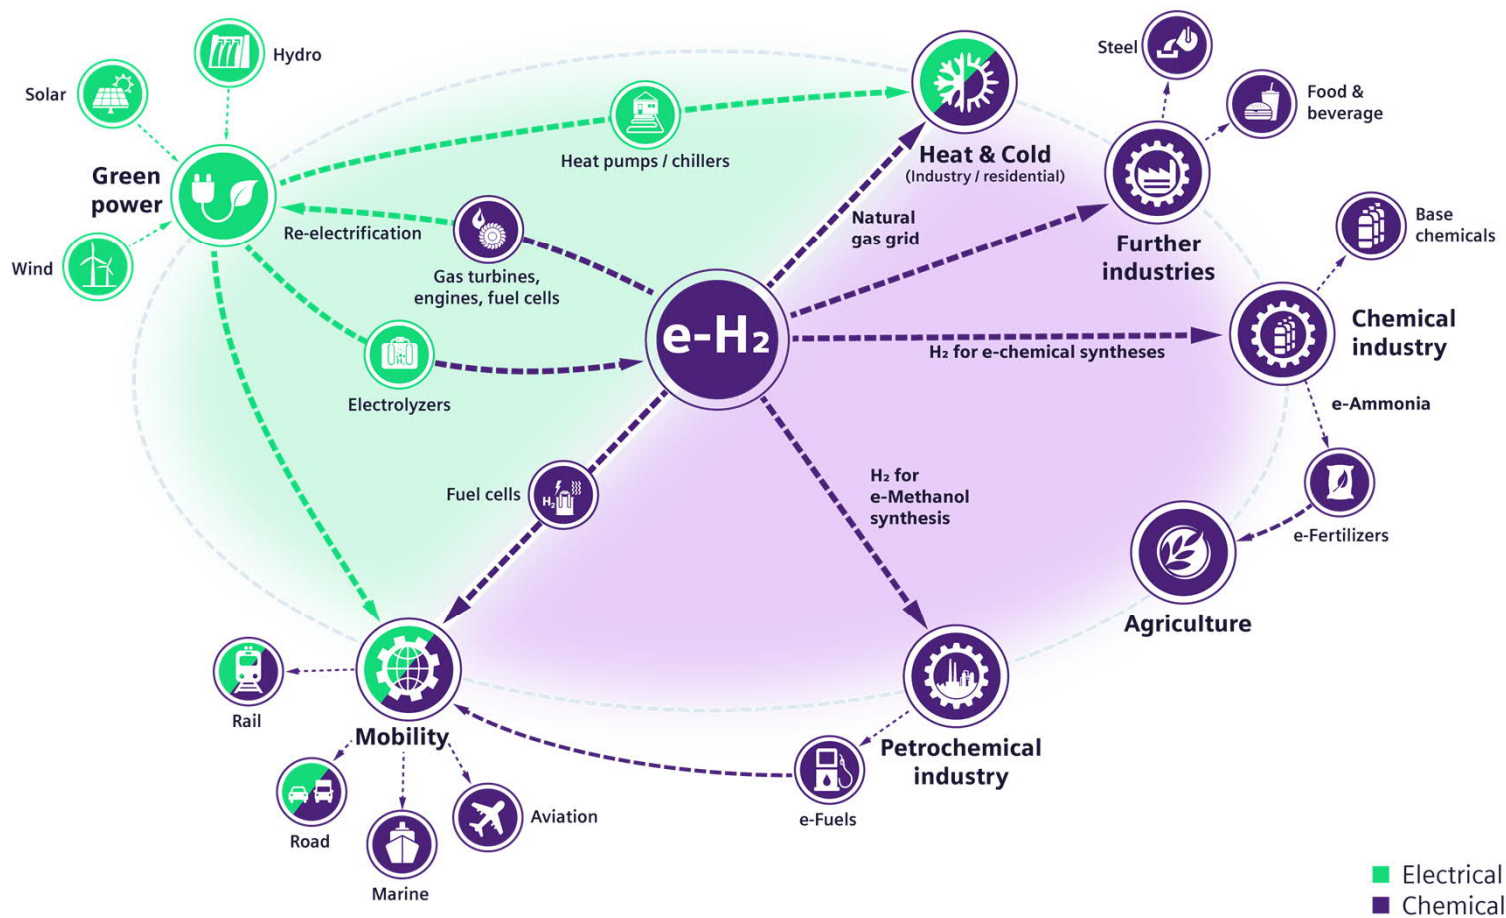 Hydro
Solar
Green
power
Wind
Heat pumps / chillers
Re-electrification
Gas turbines,
engines, fuel cells
Electrolyzers
e-H₂
Heat & Cold
(Industry / residential)
Natural
gas grid
Steel
Food &
beverage
Further
industries
Base
chemicals
Chemical
industry
H₂ for e-chemical syntheses
e-Ammonia
e-Fertilizers
Agriculture
H₂ for
e-Methanol
synthesis
Fuel cells
H₂
Petrochemical
industry
e-Fuels
Mobility
Rail
Road
Marine
Aviation
Electrical
Chemical